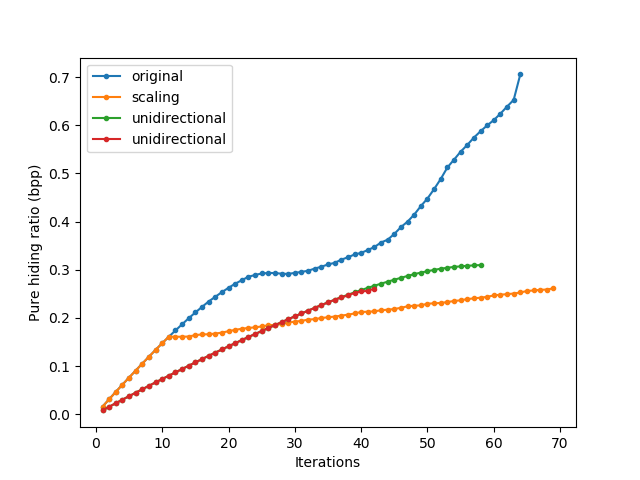 0.7
0.6
0.5
0.4
0.3
0.2
0.1
0.0
Pure hiding ratio (bpp)
original
scaling
unidirectional
unidirectional
0 10 20 30 40 50 60 70
Iterations